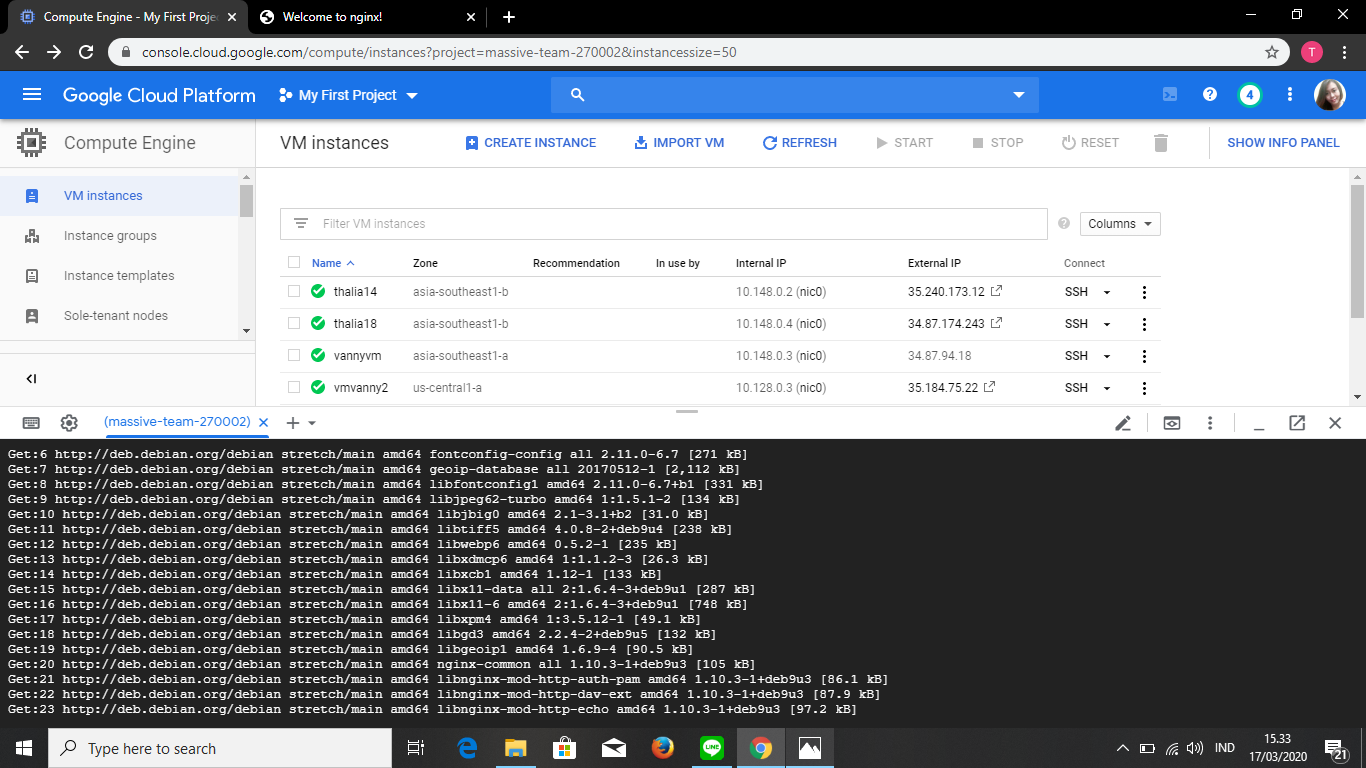 Compute Engine - My First Proje
Welcome to nginx!
console.cloud.google.com/compute/instances?project=massive-team-270002&instancessize=50
T
Google Cloud Platform
My First Project
4
Compute Engine
VM instances
CREATE INSTANCE
IMPORT VM
REFRESH
START
STOP
RESET
SHOW INFO PANEL
VM instances
Instance groups
Instance templates
Sole-tenant nodes
Filter VM instances
Columns
Name Zone Recommendation In use by Internal IP External IP Connect
thalia14 asia-southeast1-b 10.148.0.2 (nic0) 35.240.173.12 SSH
thalia18 asia-southeast1-b 10.148.0.4 (nic0) 34.87.174.243 SSH
vannyvm asia-southeast1-a 10.148.0.3 (nic0) 34.87.94.18 SSH
vmvanny2 us-central1-a 10.128.0.3 (nic0) 35.184.75.22 SSH
(massive-team-270002)
Get:6 http://deb.debian.org/debian stretch/main amd64 fontconfig-config all 2.11.0-6.7 [271 kB]
Get:7 http://deb.debian.org/debian stretch/main amd64 geoip-database all 20170512-1 [2,112 kB]
Get:8 http://deb.debian.org/debian stretch/main amd64 libfontconfig1 amd64 2.11.0-6.7+b1 [331 kB]
Get:9 http://deb.debian.org/debian stretch/main amd64 libjpeg62-turbo amd64 1:1.5.1-2 [134 kB]
Get:10 http://deb.debian.org/debian stretch/main amd64 libjbig0 amd64 2.1-3.1+b2 [31.0 kB]
Get:11 http://deb.debian.org/debian stretch/main amd64 libtiff5 amd64 4.0.8-2+deb9u4 [238 kB]
Get:12 http://deb.debian.org/debian stretch/main amd64 libwebp6 amd64 0.5.2-1 [235 kB]
Get:13 http://deb.debian.org/debian stretch/main amd64 libxdmcp6 amd64 1:1.1.2-3 [26.3 kB]
Get:14 http://deb.debian.org/debian stretch/main amd64 libxcb1 amd64 1.12-1 [133 kB]
Get:15 http://deb.debian.org/debian stretch/main amd64 libx11-data all 2:1.6.4-3+deb9u1 [287 kB]
Get:16 http://deb.debian.org/debian stretch/main amd64 libx11-6 amd64 2:1.6.4-3+deb9u1 [748 kB]
Get:17 http://deb.debian.org/debian stretch/main amd64 libxpm4 amd64 1:3.5.12-1 [49.1 kB]
Get:18 http://deb.debian.org/debian stretch/main amd64 libgd3 amd64 2.2.4-2+deb9u5 [132 kB]
Get:19 http://deb.debian.org/debian stretch/main amd64 libgeoip1 amd64 1.6.9-4 [90.5 kB]
Get:20 http://deb.debian.org/debian stretch/main amd64 nginx-common all 1.10.3-1+deb9u3 [105 kB]
Get:21 http://deb.debian.org/debian stretch/main amd64 libnginx-mod-http-auth-pam amd64 1.10.3-1+deb9u3 [86.1 kB]
Get:22 http://deb.debian.org/debian stretch/main amd64 libnginx-mod-http-dav-ext amd64 1.10.3-1+deb9u3 [87.9 kB]
Get:23 http://deb.debian.org/debian stretch/main amd64 libnginx-mod-http-echo amd64 1.10.3-1+deb9u3 [97.2 kB]
Type here to search
LINE
IND
15.33
17/03/2020
21